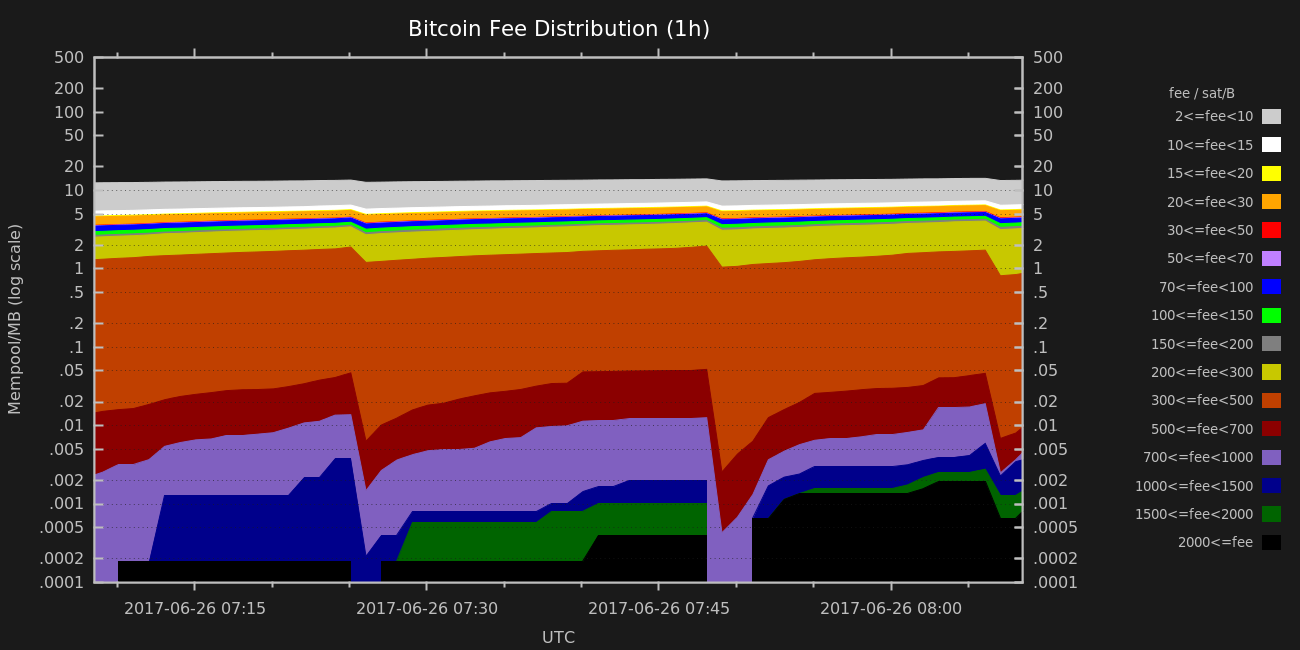 Bitcoin Fee Distribution (1h)
Mempool/MB (log scale)
500
200
100
50
20
10
5
2
1
.5
.2
.1
.05
.02
.01
.005
.002
.001
.0005
.0002
.0001
500
200
100
50
20
10
5
2
1
.5
.2
.1
.05
.02
.01
.005
.002
.001
.0005
.0002
.0001
2017-06-26 07:15
2017-06-26 07:30
2017-06-26 07:45
2017-06-26 08:00
UTC
fee / sat/B
2<=fee<10
10<=fee<15
15<=fee<20
20<=fee<30
30<=fee<50
50<=fee<70
70<=fee<100
100<=fee<150
150<=fee<200
200<=fee<300
300<=fee<500
500<=fee<700
700<=fee<1000
1000<=fee<1500
1500<=fee<2000
2000<=fee